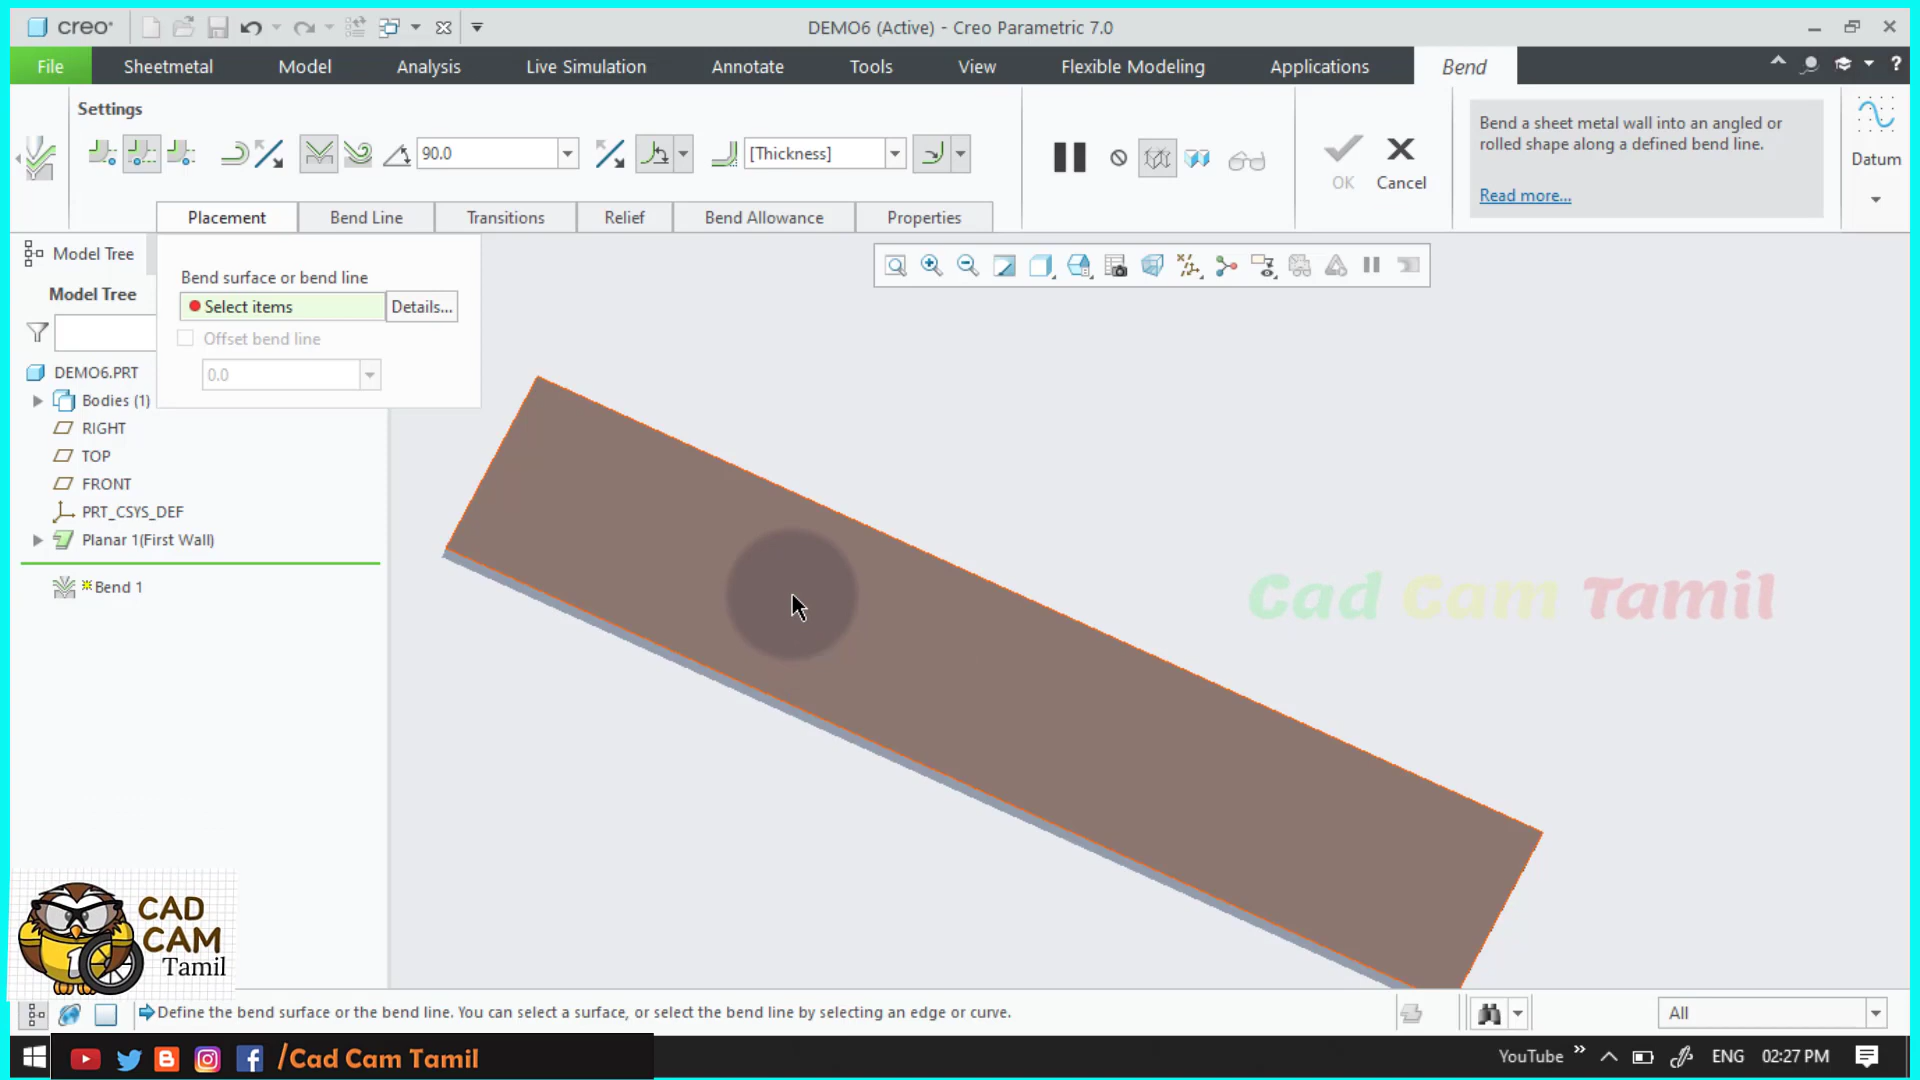 creo
DEMO6 (Active) - Creo Parametric 7.0
File
Sheetmetal
Model
Analysis
Live Simulation
Annotate
Tools
View
Flexible Modeling
Applications
Bend
?
Settings
90.0
[Thickness]
OK
Cancel
Bend a sheet metal wall into an angled or
rolled shape along a defined bend line.
Read more...
Datum
Placement
Bend Line
Transitions
Relief
Bend Allowance
Properties
Model Tree
Model Tree
Bend surface or bend line
Select items
Details...
Offset bend line
0.0
DEMO6.PRT
Bodies (1)
RIGHT
TOP
FRONT
PRT_CSYS_DEF
Planar 1(First Wall)
Bend 1
Cad Cam Tamil
CAD
CAM
Tamil
Define the bend surface or the bend line. You can select a surface, or select the bend line by selecting an edge or curve.
All
/Cad Cam Tamil
YouTube
ENG
02:27 PM